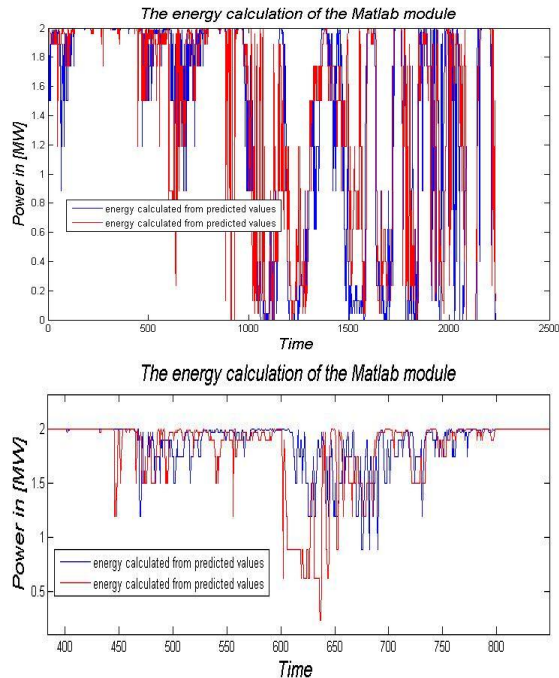 The energy calculation of the Matlab module
2
1.8
1.6
1.4
1.2
1
0.8
0.6
0.4
0.2
0
Power in [MW]
energy calculated from predicted values
energy calculated from predicted values
0 500 1000 1500 2000 2500
Time
The energy calculation of the Matlab module
2
1.5
1
0.5
Power in [MW]
energy calculated from predicted values
energy calculated from predicted values
400 450 500 550 600 650 700 750 800
Time